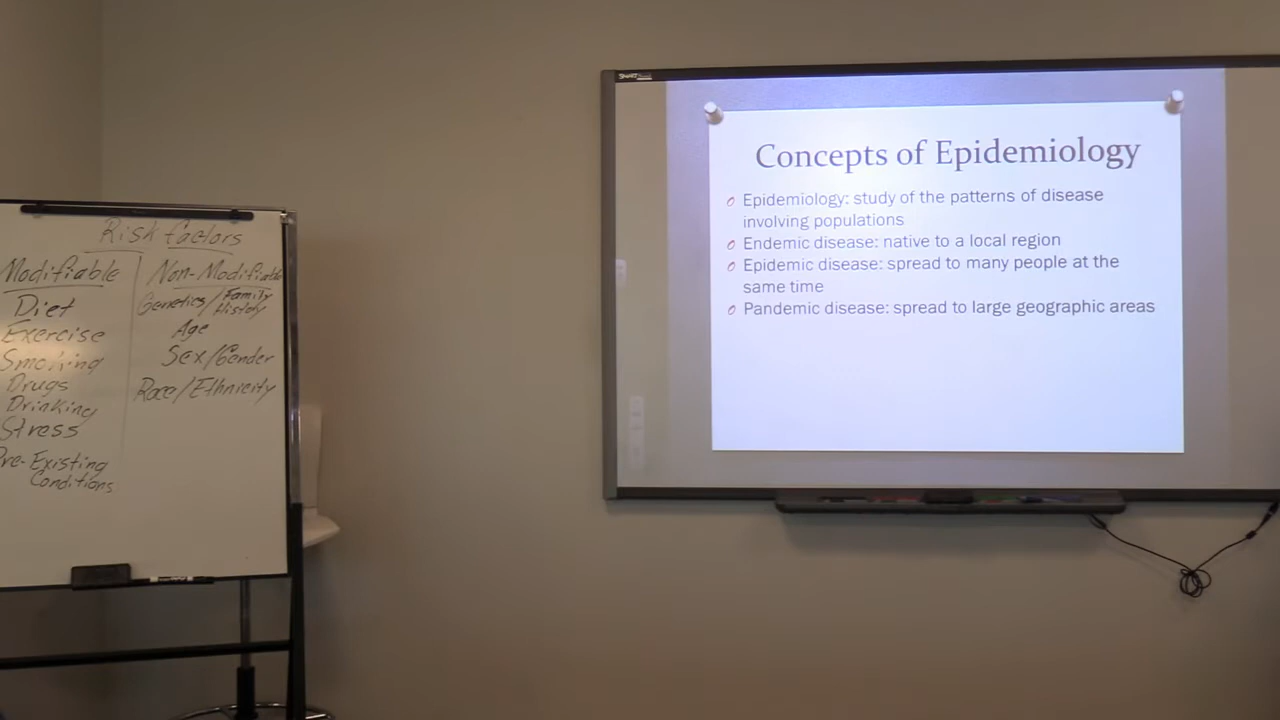 Risk factors
Modifiable
Diet
Exercise
Smoking
Drugs
Drinking
Stress
Pre-Existing
Conditions
Non-Modifiable
Genetics/Family
History
Age
Sex/Gender
Race/Ethnicity
SMART
Concepts of Epidemiology
Epidemiology: study of the patterns of disease
involving populations
Endemic disease: native to a local region
Epidemic disease: spread to many people at the
same time
Pandemic disease: spread to large geographic areas